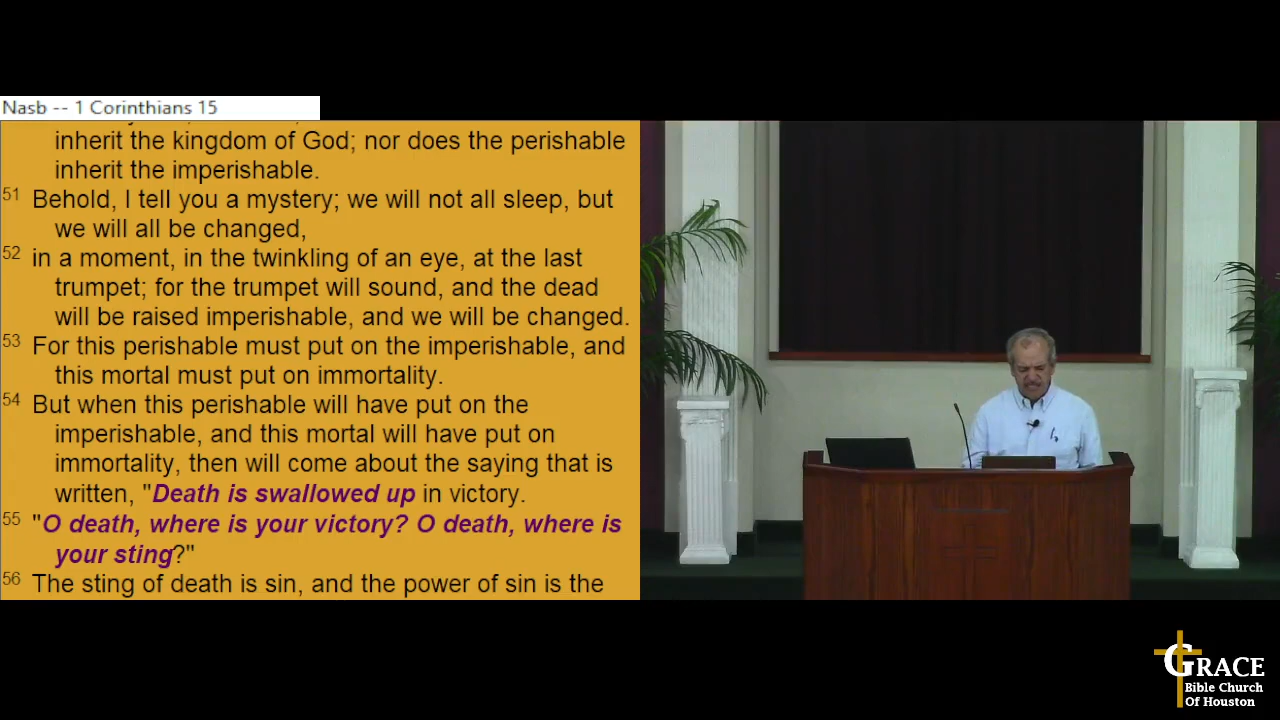 Nasb -- 1 Corinthians 15
inherit the kingdom of God; nor does the perishable
inherit the imperishable.
51 Behold, I tell you a mystery; we will not all sleep, but
we will all be changed,
52 in a moment, in the twinkling of an eye, at the last
trumpet; for the trumpet will sound, and the dead
will be raised imperishable, and we will be changed.
53 For this perishable must put on the imperishable, and
this mortal must put on immortality.
54 But when this perishable will have put on the
imperishable, and this mortal will have put on
immortality, then will come about the saying that is
written, "Death is swallowed up in victory.
55 "O death, where is your victory? O death, where is
your sting?"
56 The sting of death is sin, and the power of sin is the
GRACE
Bible Church
Of Houston